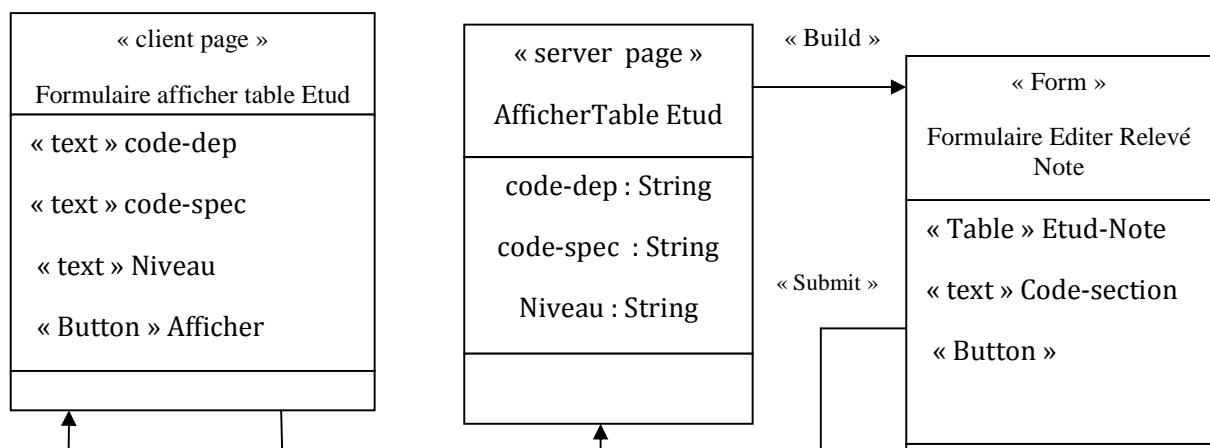 « client page »
Formulaire afficher table Etud
« text » code-dep
« text » code-spec
« text » Niveau
« Button » Afficher
« server page »
AfficherTable Etud
code-dep : String
code-spec : String
Niveau : String
« Build »
« Submit »
« Form »
Formulaire Editer Relevé
Note
« Table » Etud-Note
« text » Code-section
« Button »